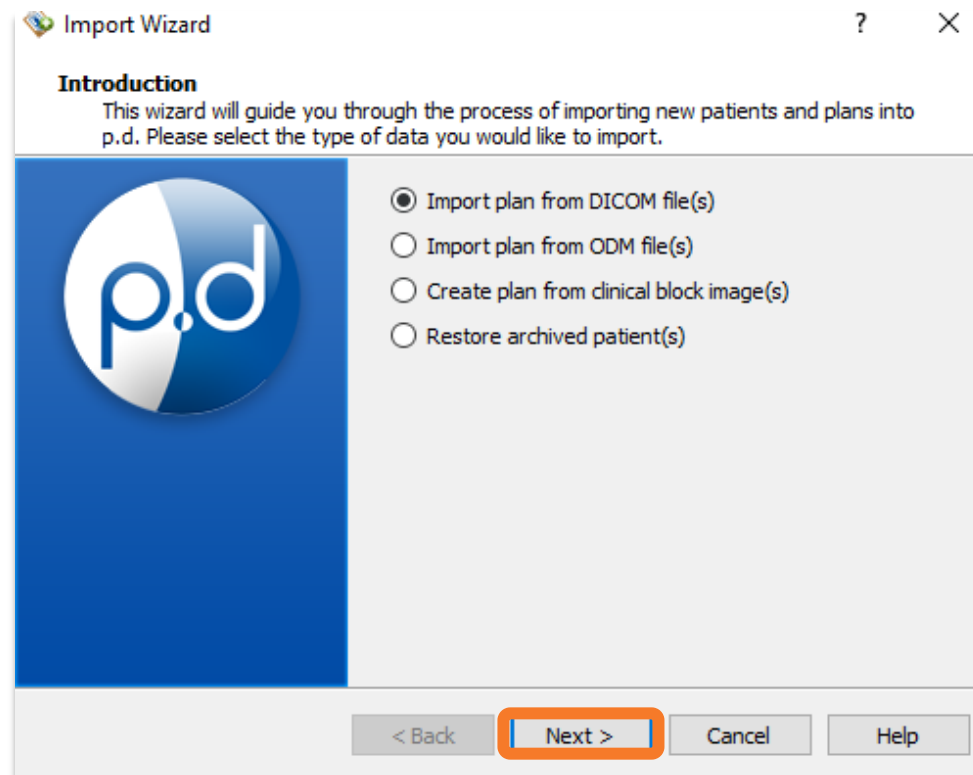 Import Wizard
?
Introduction
This wizard will guide you through the process of importing new patients and plans into
p.d. Please select the type of data you would like to import.
p.d
Import plan from DICOM file(s)
Import plan from ODM file(s)
Create plan from clinical block image(s)
Restore archived patient(s)
< Back Next > Cancel Help